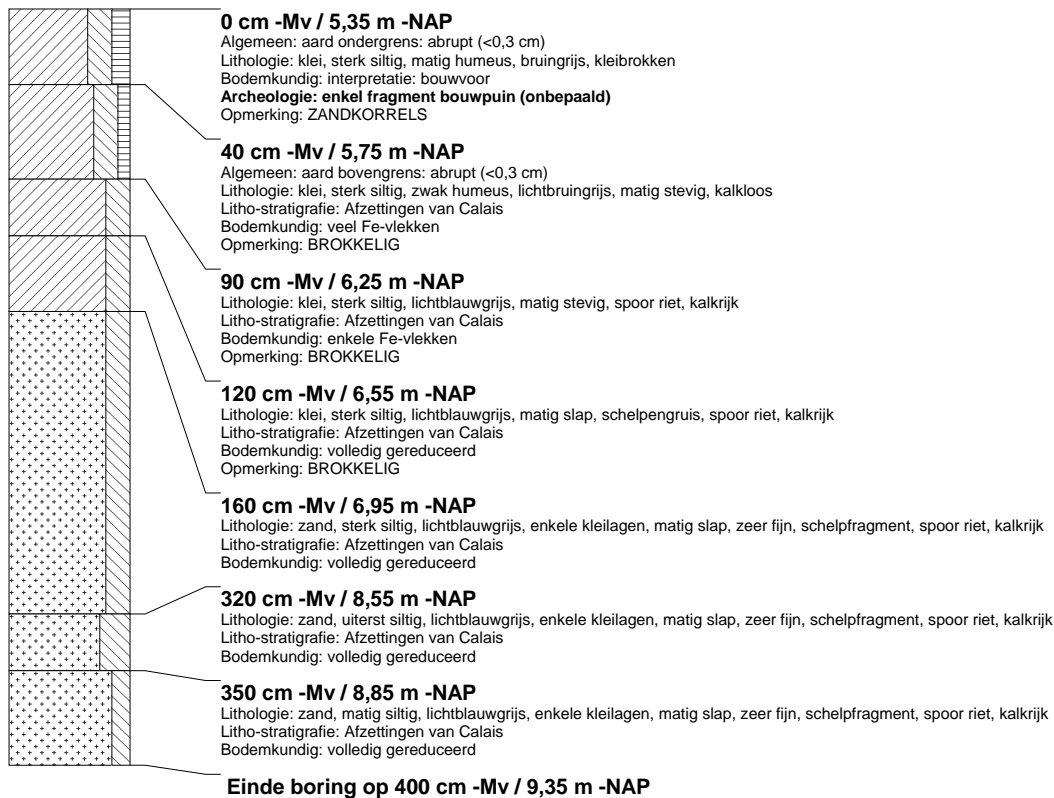 0 cm -Mv / 5,35 m -NAP
Algemeen: aard ondergrens: abrupt (<0,3 cm)
Lithologie: klei, sterk siltig, matig humeus, bruingrijs, kleibrokken
Bodemkundig: interpretatie: bouwvoor
Archeologie: enkel fragment bouwpuin (onbepaald)
Opmerking: ZANDKORRELS
40 cm -Mv / 5,75 m -NAP
Algemeen: aard bovengrens: abrupt (<0,3 cm)
Lithologie: klei, sterk siltig, zwak humeus, lichtbruingrijs, matig stevig, kalkloos
Litho-stratigrafie: Afzettingen van Calais
Bodemkundig: veel Fe-vlekken
Opmerking: BROKKELIG
90 cm -Mv / 6,25 m -NAP
Lithologie: klei, sterk siltig, lichtblauwgrijs, matig stevig, spoor riet, kalkrijk
Litho-stratigrafie: Afzettingen van Calais
Bodemkundig: enkele Fe-vlekken
Opmerking: BROKKELIG
120 cm -Mv / 6,55 m -NAP
Lithologie: klei, sterk siltig, lichtblauwgrijs, matig slap, schelpengruis, spoor riet, kalkrijk
Litho-stratigrafie: Afzettingen van Calais
Bodemkundig: volledig gereduceerd
Opmerking: BROKKELIG
160 cm -Mv / 6,95 m -NAP
Lithologie: zand, sterk siltig, lichtblauwgrijs, enkele kleilagen, matig slap, zeer fijn, schelpfragment, spoor riet, kalkrijk
Litho-stratigrafie: Afzettingen van Calais
Bodemkundig: volledig gereduceerd
320 cm -Mv / 8,55 m -NAP
Lithologie: zand, uiterst siltig, lichtblauwgrijs, enkele kleilagen, matig slap, zeer fijn, schelpfragment, spoor riet, kalkrijk
Litho-stratigrafie: Afzettingen van Calais
Bodemkundig: volledig gereduceerd
350 cm -Mv / 8,85 m -NAP
Lithologie: zand, matig siltig, lichtblauwgrijs, enkele kleilagen, matig slap, zeer fijn, schelpfragment, spoor riet, kalkrijk
Litho-stratigrafie: Afzettingen van Calais
Bodemkundig: volledig gereduceerd
Einde boring op 400 cm -Mv / 9,35 m -NAP